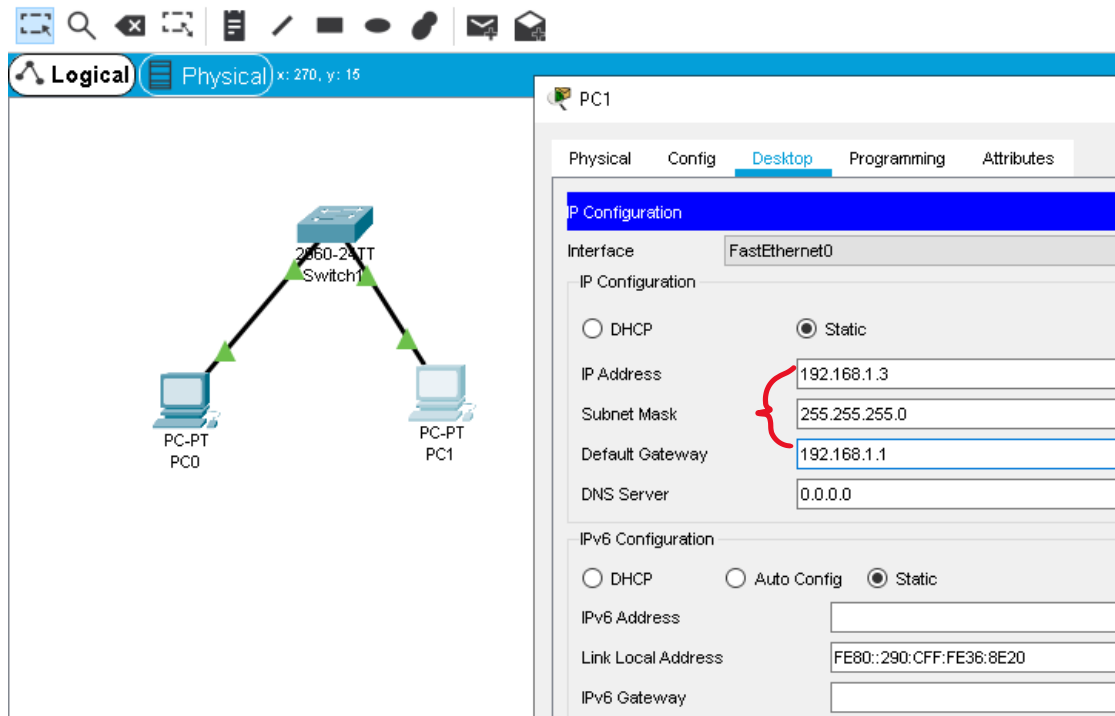 Logical Physical x: 270, y: 15
PC1
Physical Config Desktop Programming Attributes
IP Configuration
Interface FastEthernet0
IP Configuration
DHCP Static
IP Address 192.168.1.3
Subnet Mask 255.255.255.0
Default Gateway 192.168.1.1
DNS Server 0.0.0.0
IPv6 Configuration
DHCP Auto Config Static
IPv6 Address
Link Local Address FE80::290:CFF:FE36:8E20
IPv6 Gateway
2960-24TT
Switch1
PC-PT
PC0
PC-PT
PC1